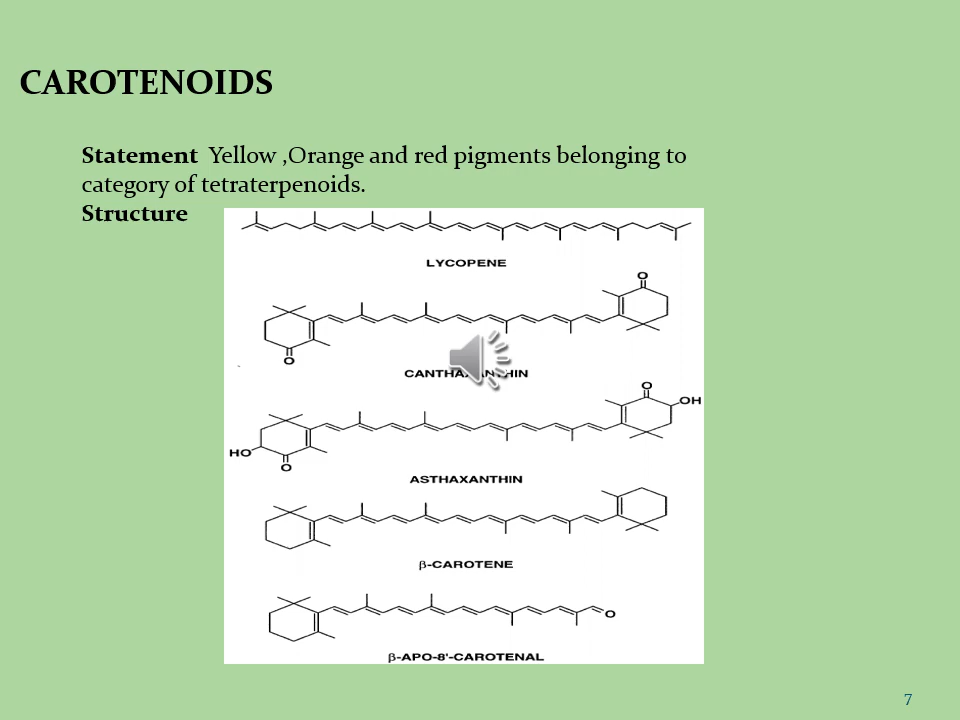 CAROTENOIDS
Statement Yellow ,Orange and red pigments belonging to
category of tetraterpenoids.
Structure
LYCOPENE
O
O
CANTHAXANTHIN
O
OH
HO
O
ASTHAXANTHIN
β-CAROTENE
O
β-APO-8'-CAROTENAL
7